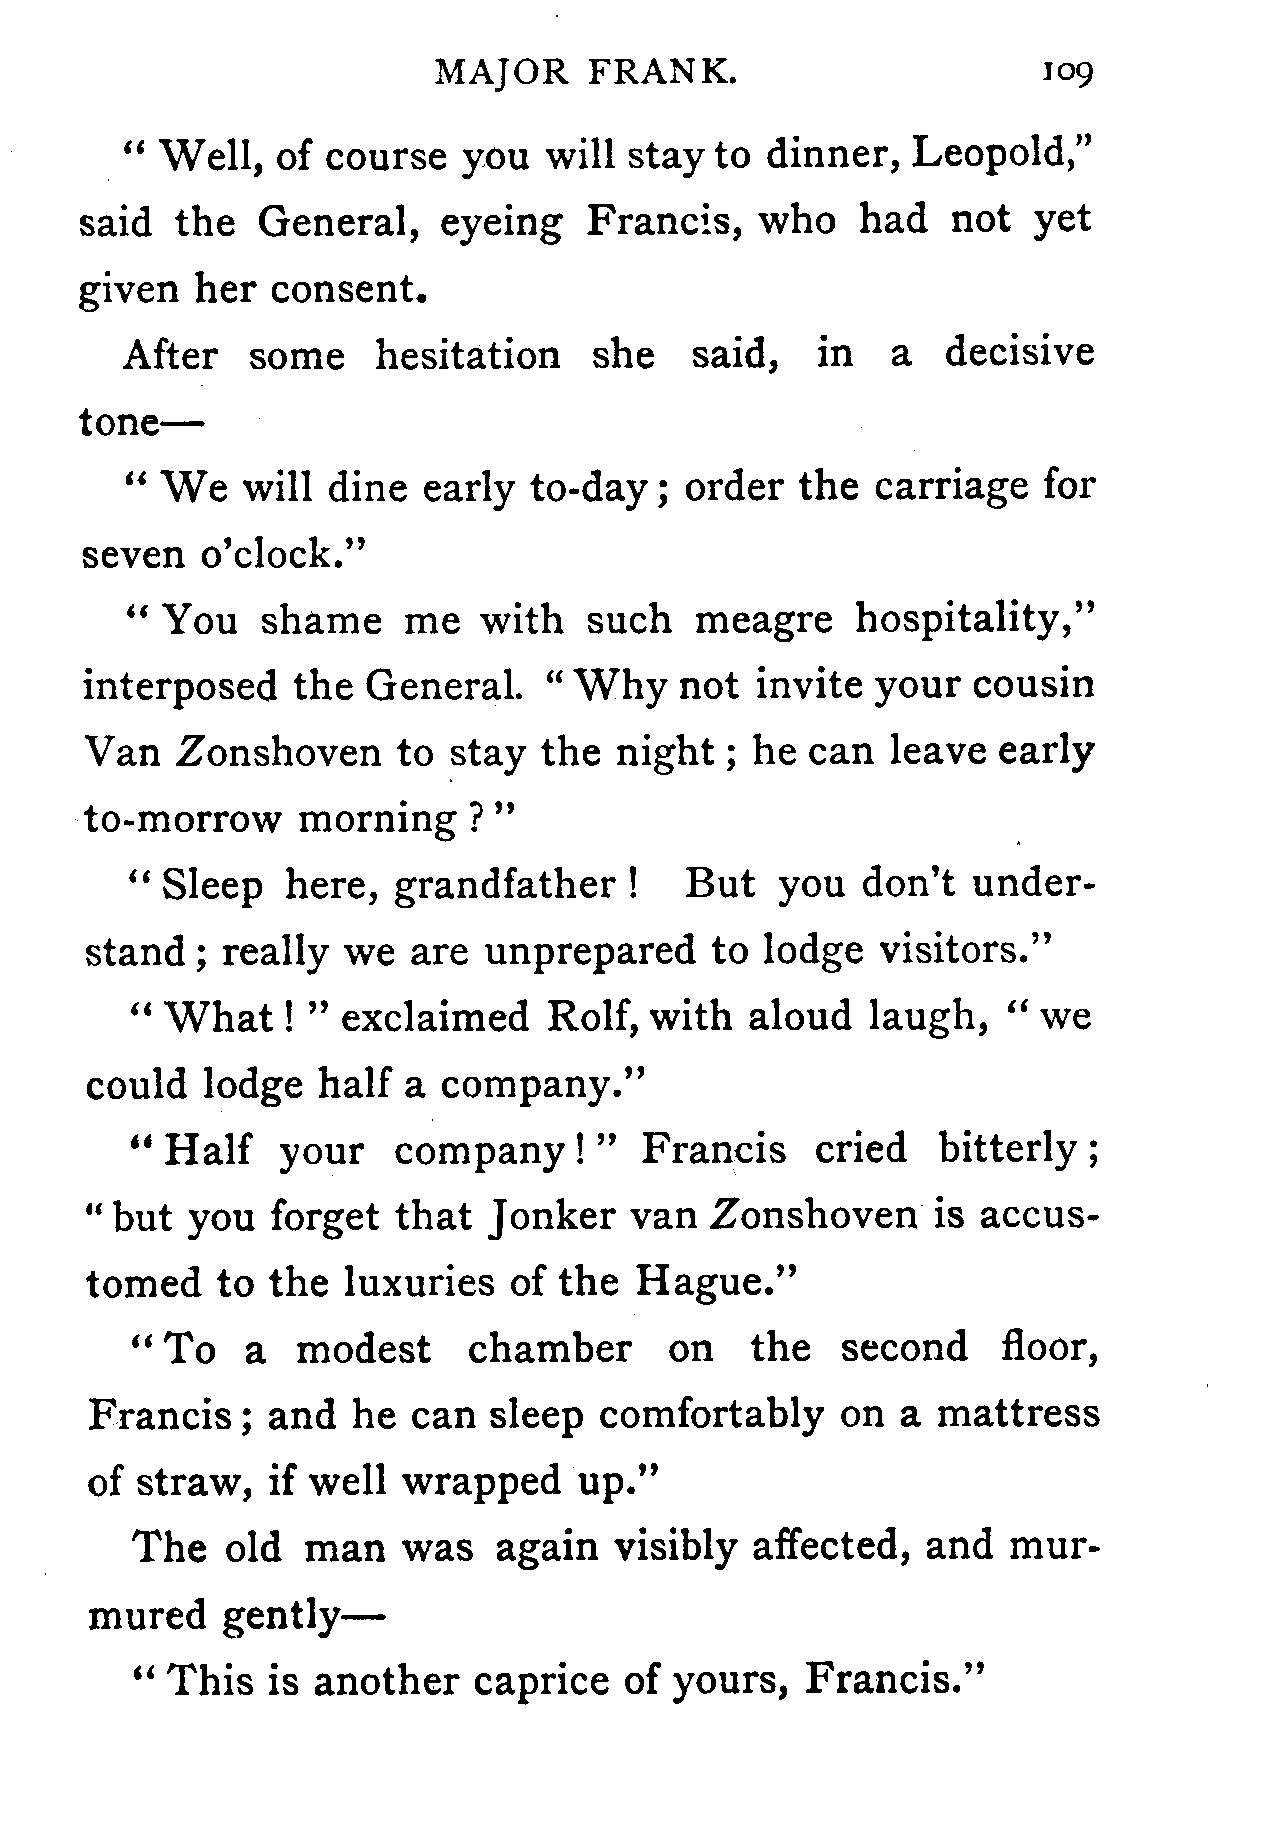 MAJOR FRANK. 109
“ Well, of course you will stay to dinner, Leopold,”
said the General, eyeing Francis, who had not yet
given her consent.
After some hesitation she said, in a decisive
tone—
“ We will dine early to-day ; order the carriage for
seven o’clock.”
“ You shame me with such meagre hospitality,”
interposed the General. “ Why not invite your cousin
Van Zonshoven to stay the night ; he can leave early
to-morrow morning ? ”
“ Sleep here, grandfather ! But you don’t under-
stand ; really we are unprepared to lodge visitors.”
“ What ! ” exclaimed Rolf, with aloud laugh, “ we
could lodge half a company.”
“ Half your company ! ” Francis cried bitterly ;
“ but you forget that Jonker van Zonshoven is accus-
tomed to the luxuries of the Hague.”
“ To a modest chamber on the second floor,
Francis ; and he can sleep comfortably on a mattress
of straw, if well wrapped up.”
The old man was again visibly affected, and mur-
mured gently—
“ This is another caprice of yours, Francis.”